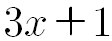 3x + 1